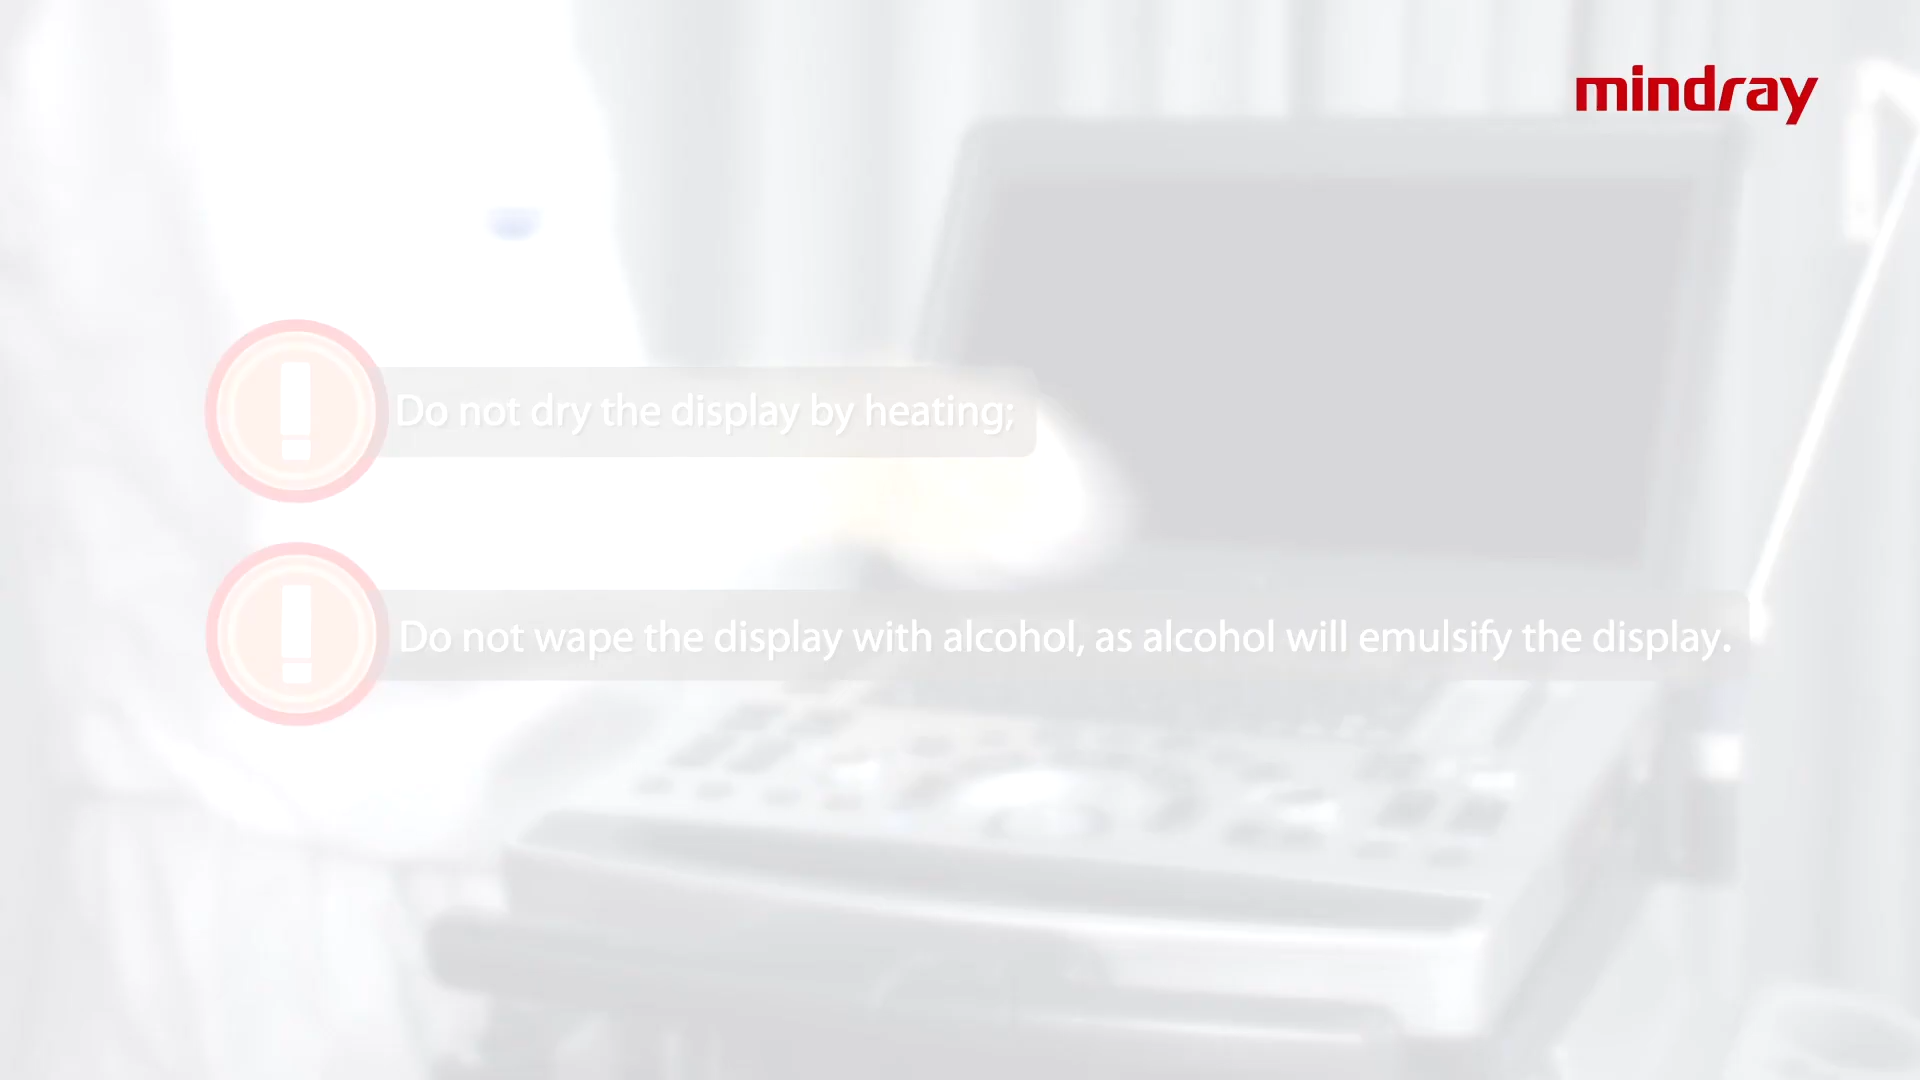 mindray
Do not dry the display by heating;
Do not wape the display with alcohol, as alcohol will emulsify the display.